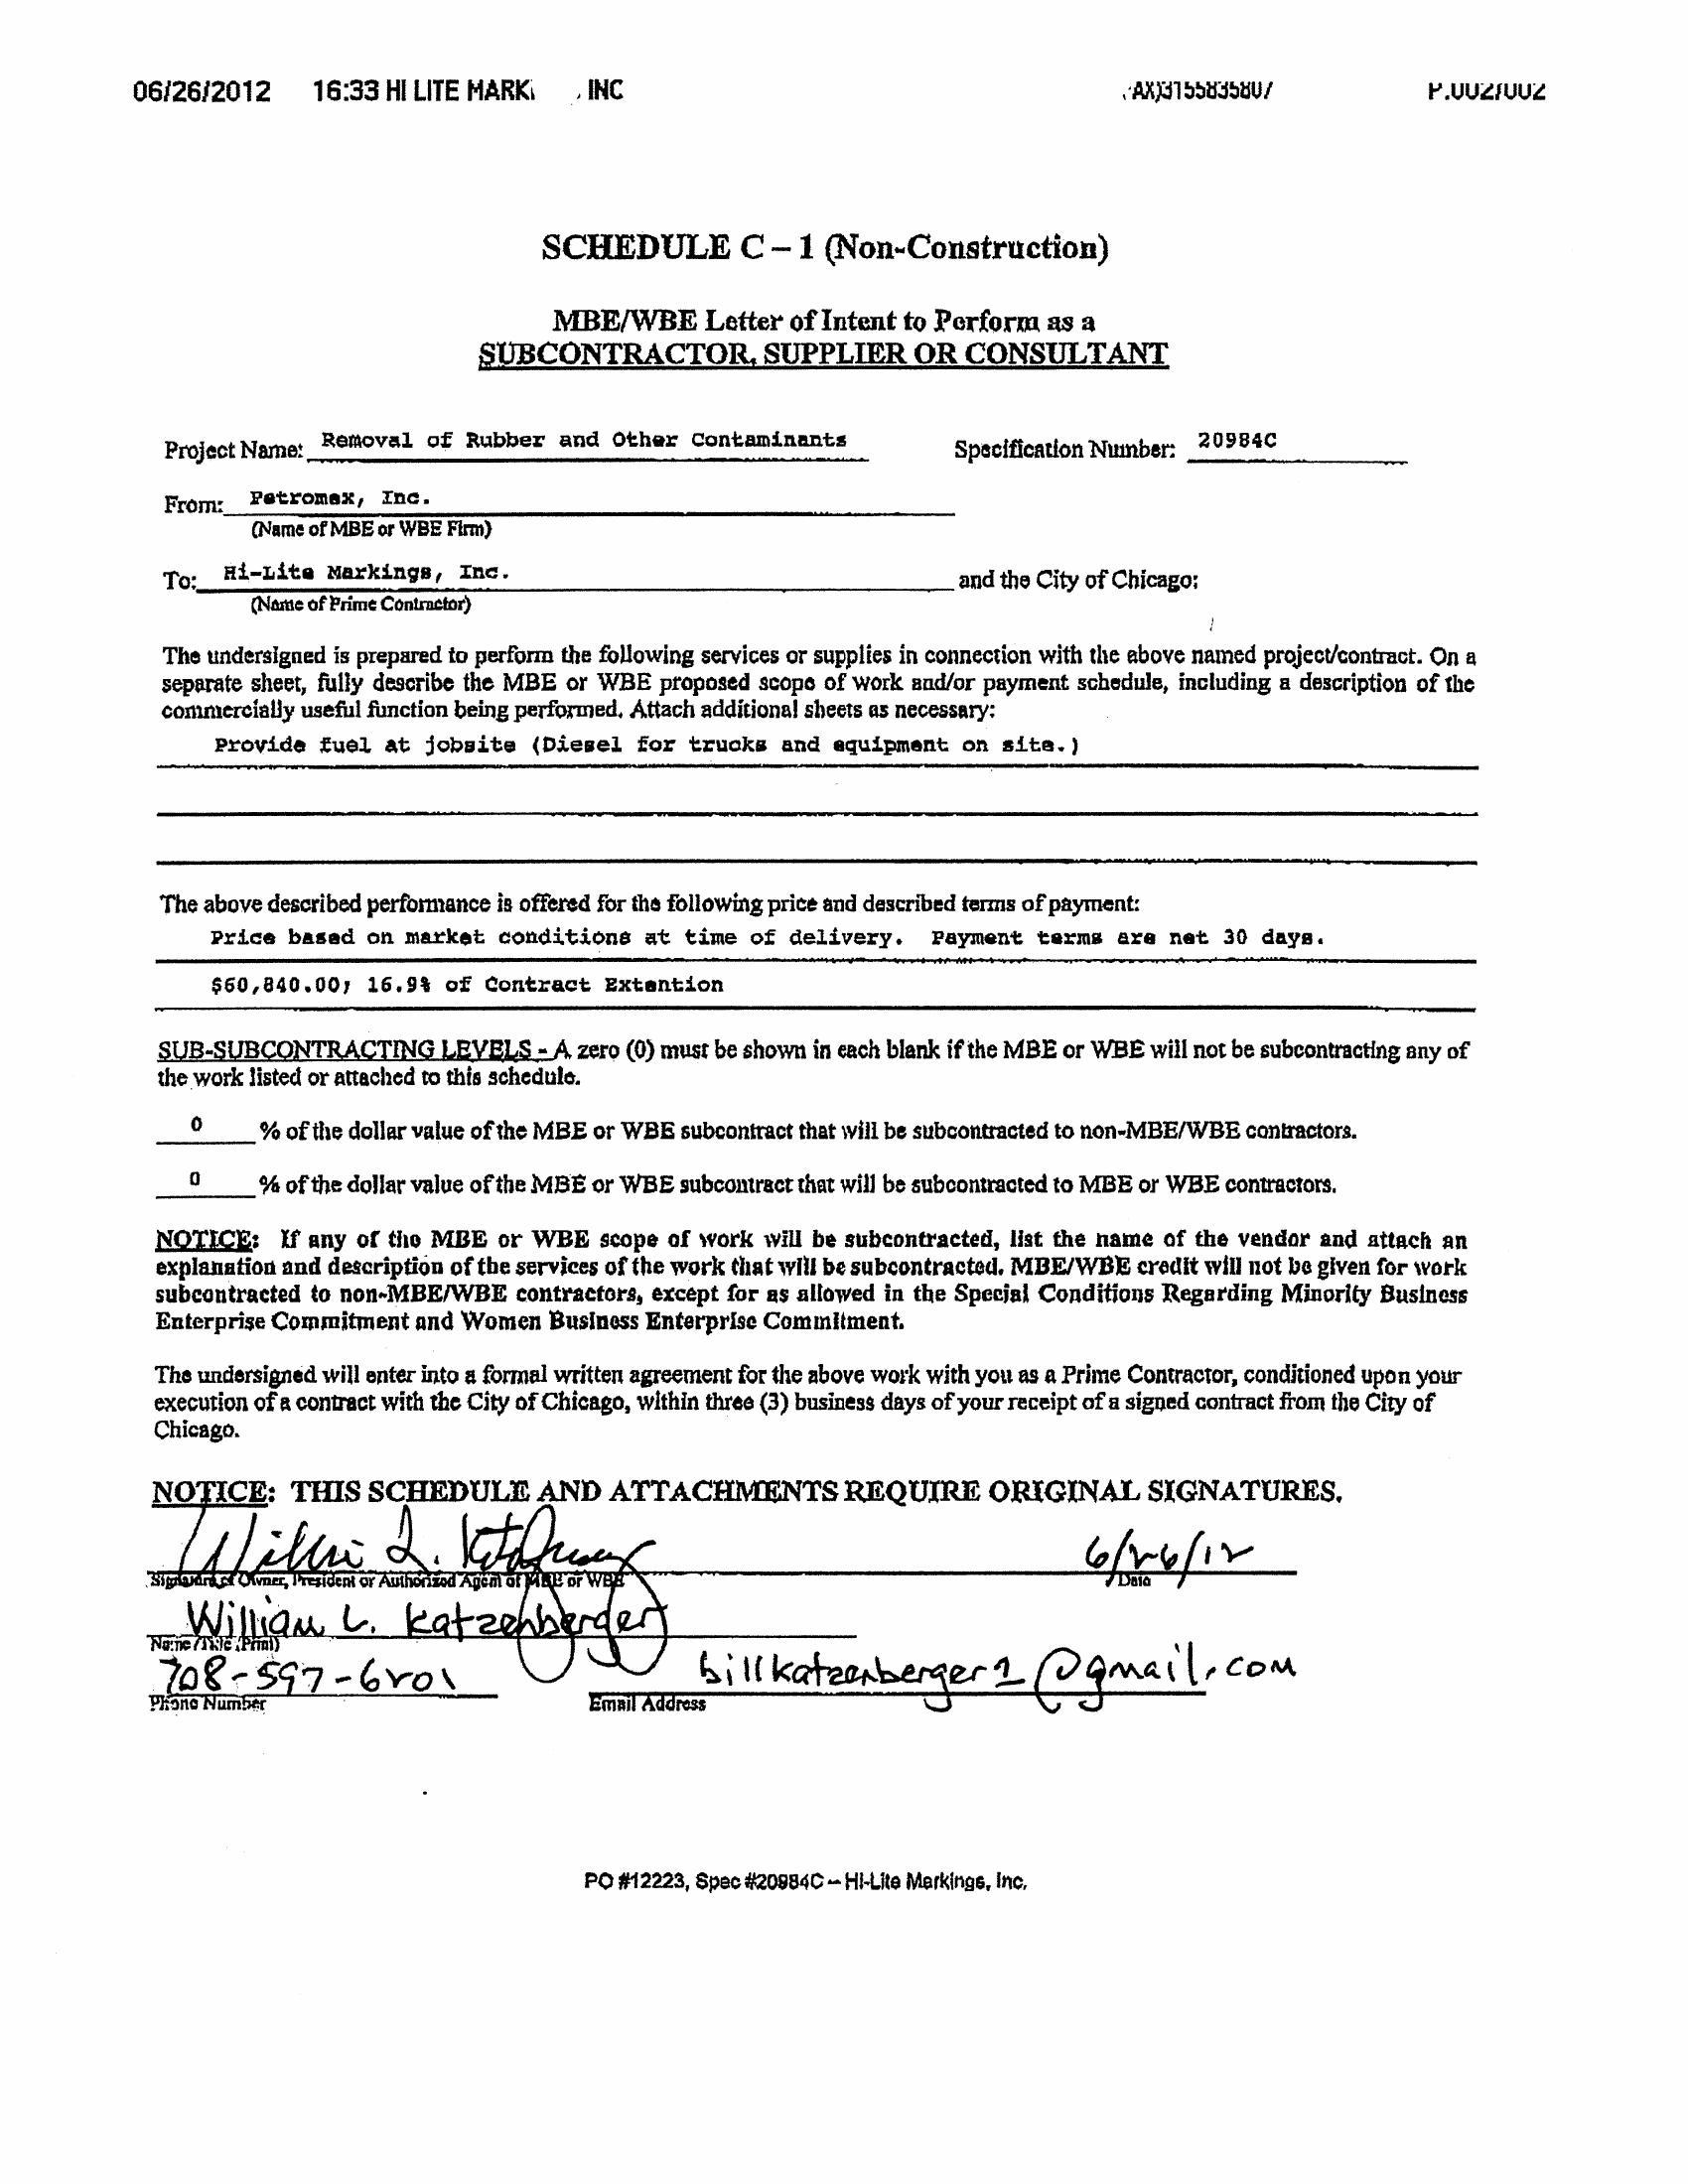 06/26/2012 16:33 HI LITE MARK , INC P.002/002
SCHEDULE C – 1 (Non-Construction)
MBE/WBE Letter of Intent to Perform as a
SUBCONTRACTOR, SUPPLIER OR CONSULTANT
Project Name: Removal of Rubber and Other Contaminants Specification Number: 20984C
From: Petromex, Inc.
(Name of MBE or WBE Firm)
To: Hi-Lite Markings, Inc. and the City of Chicago:
(Name of Prime Contractor)
The undersigned is prepared to perform the following services or supplies in connection with the above named project/contract. On a
separate sheet, fully describe the MBE or WBE proposed scope of work and/or payment schedule, including a description of the
commercially useful function being performed. Attach additional sheets as necessary:
Provide fuel at jobsite (Diesel for trucks and equipment on site.)
The above described performance is offered for the following price and described terms of payment:
Price based on market conditions at time of delivery. Payment terms are net 30 days.
$60,840.00; 16.9% of Contract Extention
SUB-SUBCONTRACTING LEVELS - A zero (0) must be shown in each blank if the MBE or WBE will not be subcontracting any of
the work listed or attached to this schedule.
0 % of the dollar value of the MBE or WBE subcontract that will be subcontracted to non-MBE/WBE contractors.
0 % of the dollar value of the MBE or WBE subcontract that will be subcontracted to MBE or WBE contractors.
NOTICE: If any of the MBE or WBE scope of work will be subcontracted, list the name of the vendor and attach an
explanation and description of the services of the work that will be subcontracted. MBE/WBE credit will not be given for work
subcontracted to non-MBE/WBE contractors, except for as allowed in the Special Conditions Regarding Minority Business
Enterprise Commitment and Women Business Enterprise Commitment.
The undersigned will enter into a formal written agreement for the above work with you as a Prime Contractor, conditioned upon your
execution of a contract with the City of Chicago, within three (3) business days of your receipt of a signed contract from the City of
Chicago.
NOTICE: THIS SCHEDULE AND ATTACHMENTS REQUIRE ORIGINAL SIGNATURES.
6/26/12
Signature of Owner, President or Authorized Agent of MBE or WBE Date
William L. Katzenberger
Name /Title (Print)
708-597-6201 billkatzenberger1@gmail.com
Phone Number Email Address
PO #12223, Spec #20984C -- Hi-Lite Markings, Inc.